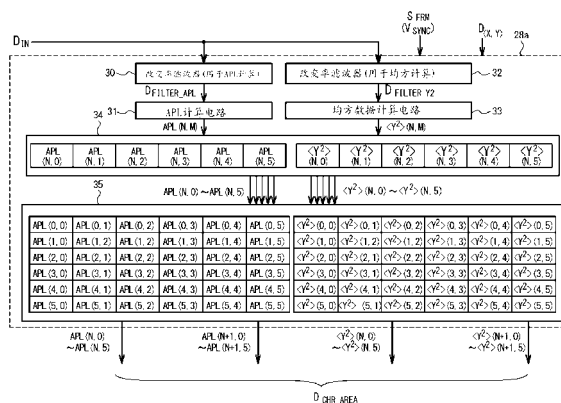 S FRM
(V SYNC)
D (X, Y)
28a
D IN
30
改变率滤波器(用于APL计算)
改变率滤波器(用于均方计算)
32
D FILTER_APL
D FILTER Y2
31
APL计算电路
均方数据计算电路
33
34
APL(N, M)
<Y²>(N, M)
APL (N, 0) APL (N, 1) APL (N, 2) APL (N, 3) APL (N, 4) APL (N, 5) <Y²> (N, 0) <Y²> (N, 1) <Y²> (N, 2) <Y²> (N, 3) <Y²> (N, 4) <Y²> (N, 5)
35
APL(N, 0)~APL(N, 5)
<Y²>(N, 0)~<Y²>(N, 5)
APL(0, 0) APL(0, 1) APL(0, 2) APL(0, 3) APL(0, 4) APL(0, 5) <Y²>(0, 0) <Y²>(0, 1) <Y²>(0, 2) <Y²>(0, 3) <Y²>(0, 4) <Y²>(0, 5)
APL(1, 0) APL(1, 2) APL(1, 2) APL(1, 3) APL(1, 4) APL(1, 5) <Y²>(1, 0) <Y²>(1, 2) <Y²>(1, 2) <Y²>(1, 3) <Y²>(1, 4) <Y²>(1, 5)
APL(2, 0) APL(2, 1) APL(2, 2) APL(2, 3) APL(2, 4) APL(2, 5) <Y²>(2, 0) <Y²>(2, 1) <Y²>(2, 2) <Y²>(2, 3) <Y²>(2, 4) <Y²>(2, 5)
APL(3, 0) APL(3, 1) APL(3, 2) APL(3, 3) APL(3, 4) APL(3, 5) <Y²>(3, 0) <Y²>(3, 1) <Y²>(3, 2) <Y²>(3, 3) <Y²>(3, 4) <Y²>(3, 5)
APL(4, 0) APL(4, 1) APL(4, 2) APL(4, 3) APL(4, 4) APL(4, 5) <Y²>(4, 0) <Y²>(4, 1) <Y²>(4, 2) <Y²>(4, 3) <Y²>(4, 4) <Y²>(4, 5)
APL(5, 0) APL(5, 1) APL(5, 2) APL(5, 3) APL(5, 4) APL(5, 5) <Y²>(5, 0) <Y²>(5, 1) <Y²>(5, 2) <Y²>(5, 3) <Y²>(5, 4) <Y²>(5, 5)
APL(N, 0)
~APL(N, 5)
APL(N+1, 0)
~APL(N+1, 5)
<Y²>(N, 0)
~<Y²>(N, 5)
<Y²>(N+1, 0)
~<Y²>(N+1, 5)
D CHR_AREA